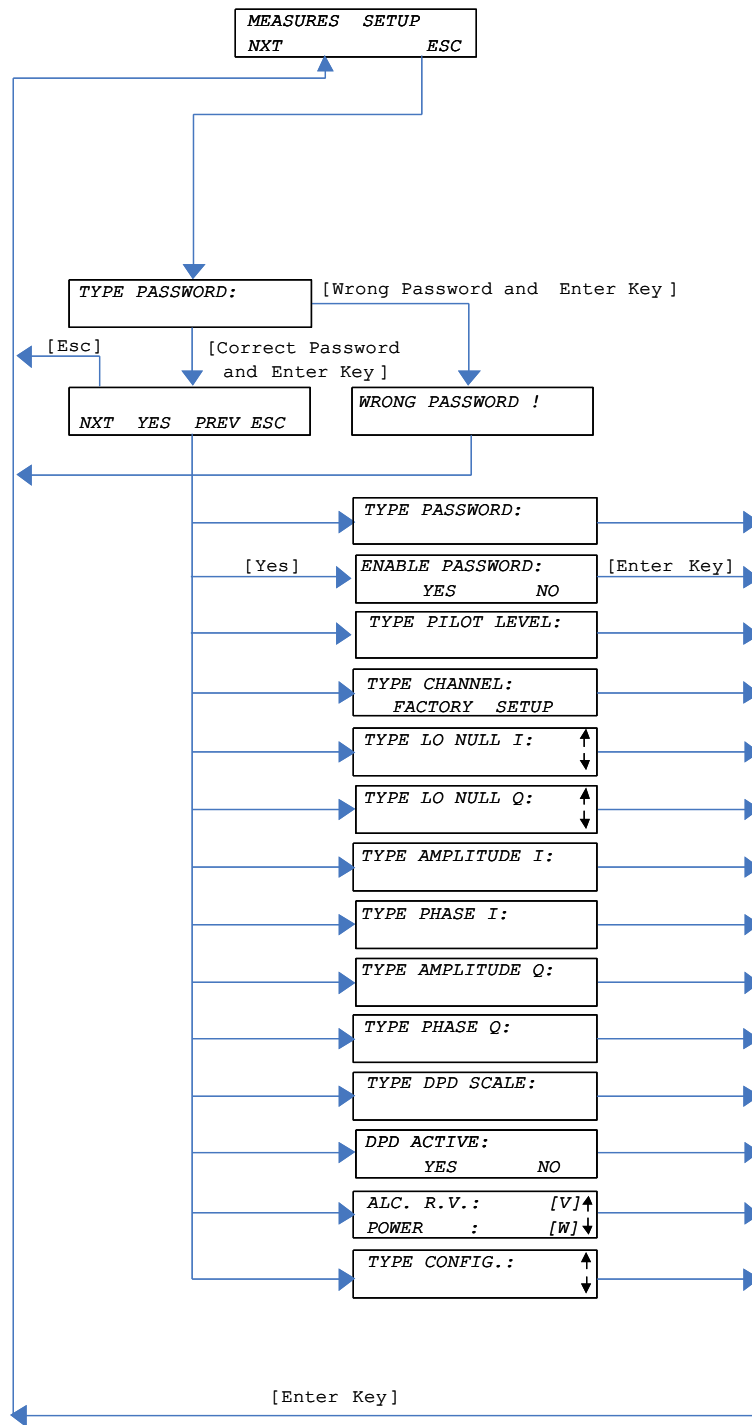 MEASURES SETUP
NXT ESC
TYPE PASSWORD:
[Wrong Password and Enter Key ]
[Esc]
[Correct Password
and Enter Key ]
NXT YES PREV ESC
WRONG PASSWORD !
TYPE PASSWORD:
[Yes]
ENABLE PASSWORD:
YES NO
[Enter Key]
TYPE PILOT LEVEL:
TYPE CHANNEL:
FACTORY SETUP
TYPE LO NULL I:
TYPE LO NULL Q:
TYPE AMPLITUDE I:
TYPE PHASE I:
TYPE AMPLITUDE Q:
TYPE PHASE Q:
TYPE DPD SCALE:
DPD ACTIVE:
YES NO
ALC. R.V.: [V]
POWER : [W]
TYPE CONFIG.:
[Enter Key]